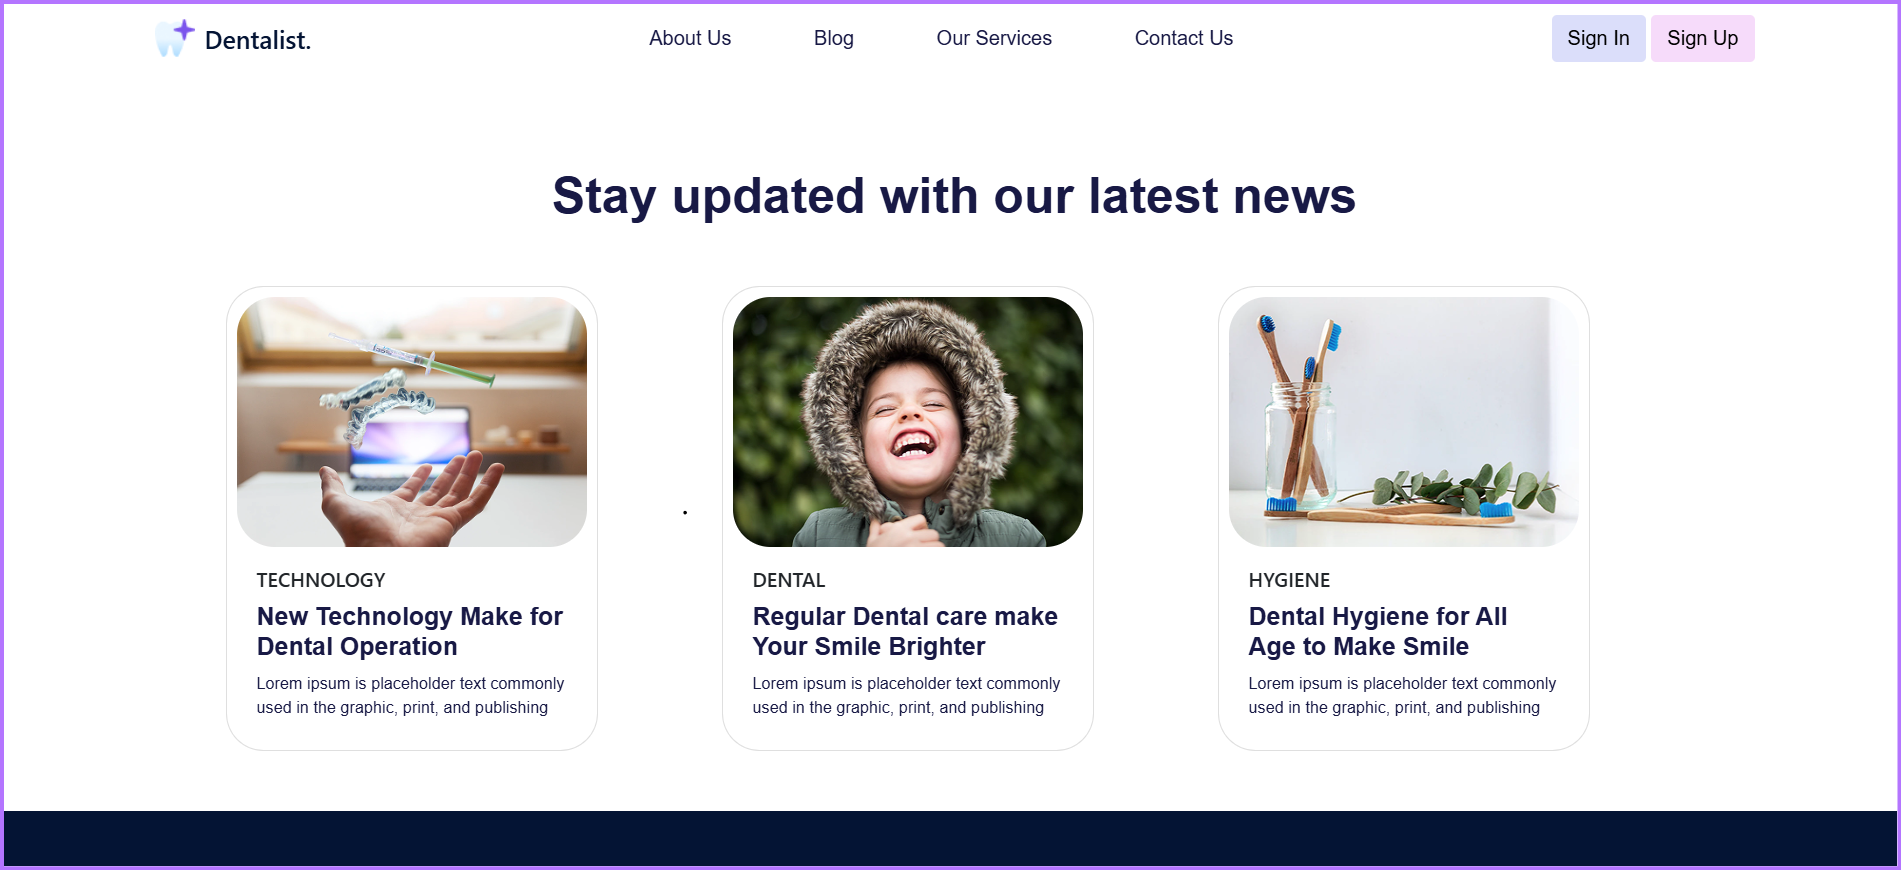 Dentalist.
About Us
Blog
Our Services
Contact Us
Sign In
Sign Up
Stay updated with our latest news
TECHNOLOGY
New Technology Make for
Dental Operation
Lorem ipsum is placeholder text commonly
used in the graphic, print, and publishing
.
DENTAL
Regular Dental care make
Your Smile Brighter
Lorem ipsum is placeholder text commonly
used in the graphic, print, and publishing
HYGIENE
Dental Hygiene for All
Age to Make Smile
Lorem ipsum is placeholder text commonly
used in the graphic, print, and publishing